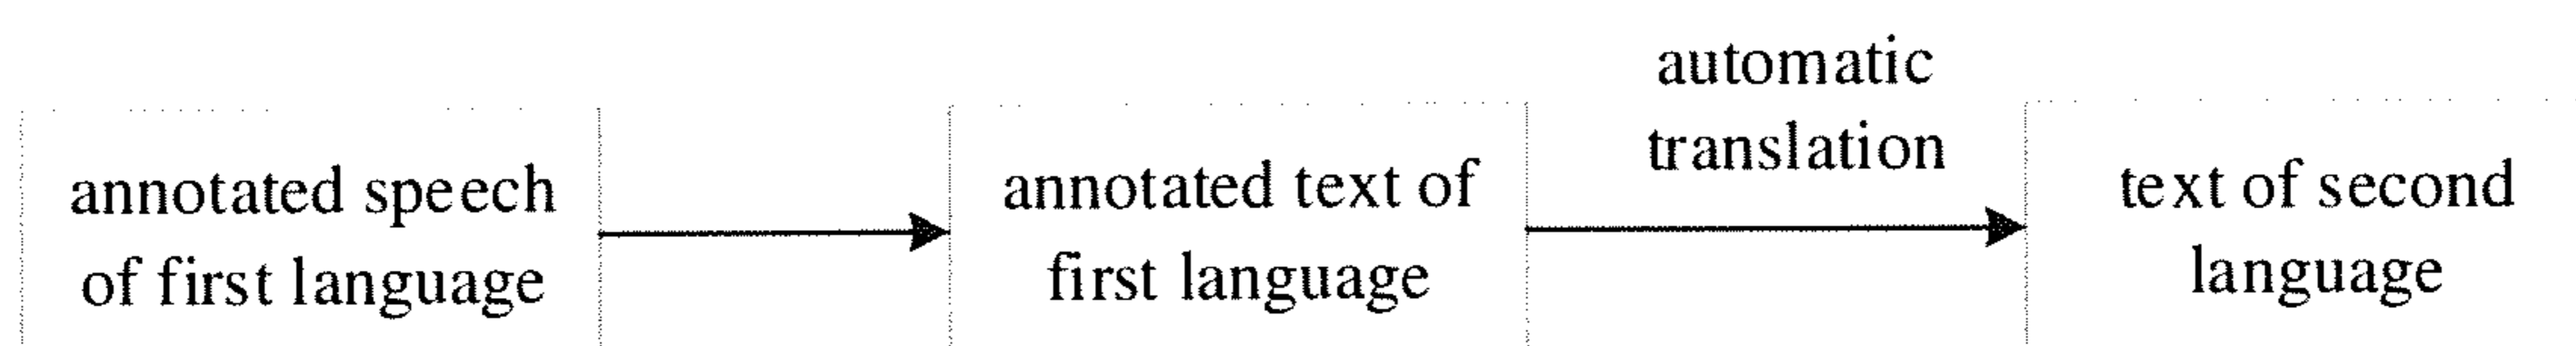 annotated speech
of first language
annotated text of
first language
automatic
translation
text of second
language